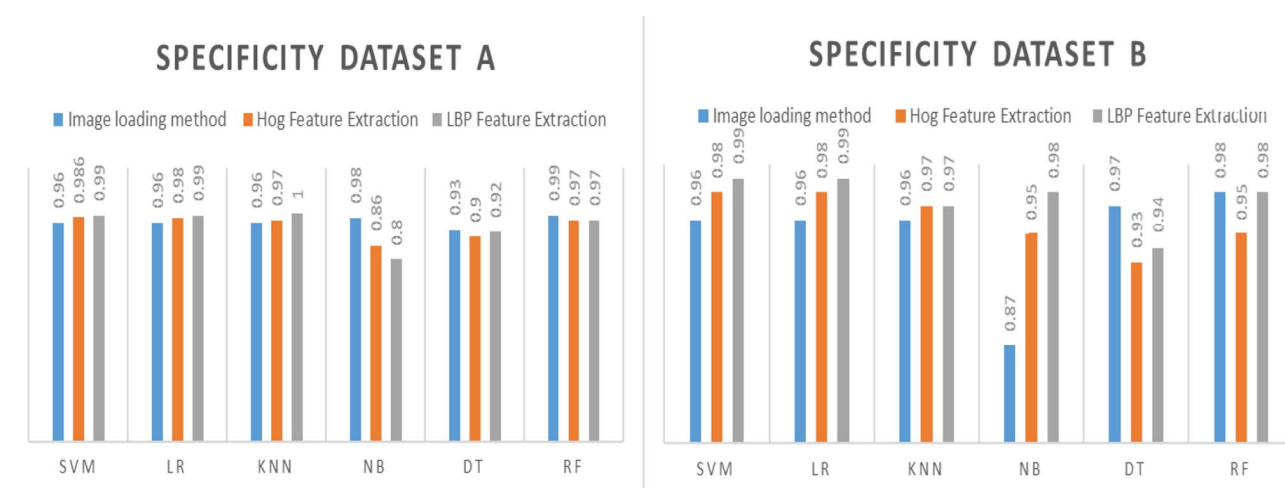 SPECIFICITY DATASET A
Image loading method Hog Feature Extraction LBP Feature Extraction
0.96 0.986 0.99 0.96 0.98 0.99 0.96 0.97 1 0.98 0.86 0.8 0.93 0.9 0.92 0.99 0.97 0.97
SVM LR KNN NB DT RF
SPECIFICITY DATASET B
Image loading method Hog Feature Extraction LBP Feature Extraction
0.96 0.98 0.99 0.96 0.98 0.99 0.96 0.97 0.97 0.87 0.95 0.98 0.97 0.93 0.94 0.98 0.95 0.98
SVM LR KNN NB DT RF